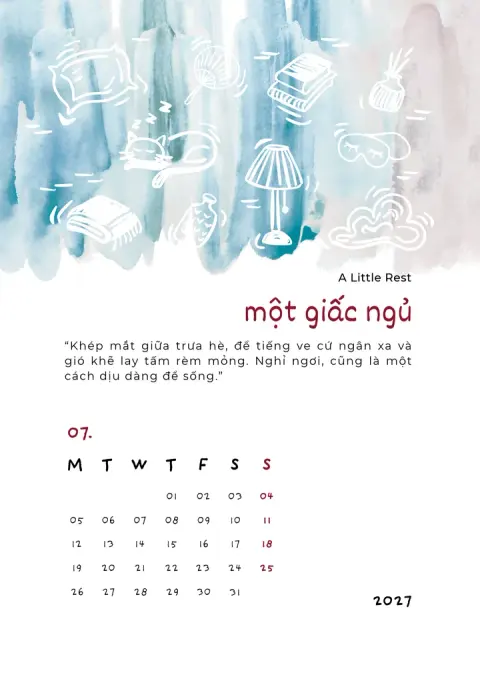 z z z z
A Little Rest
một giấc ngủ
“Khép mắt giữa trưa hè, để tiếng ve cứ ngân xa và
gió khẽ lay tấm rèm mỏng. Nghỉ ngơi, cũng là một
cách dịu dàng để sống.”
07.
M T W T F S S
01 02 03 04
05 06 07 08 09 10 11
12 13 14 15 16 17 18
19 20 21 22 23 24 25
26 27 28 29 30 31
2027